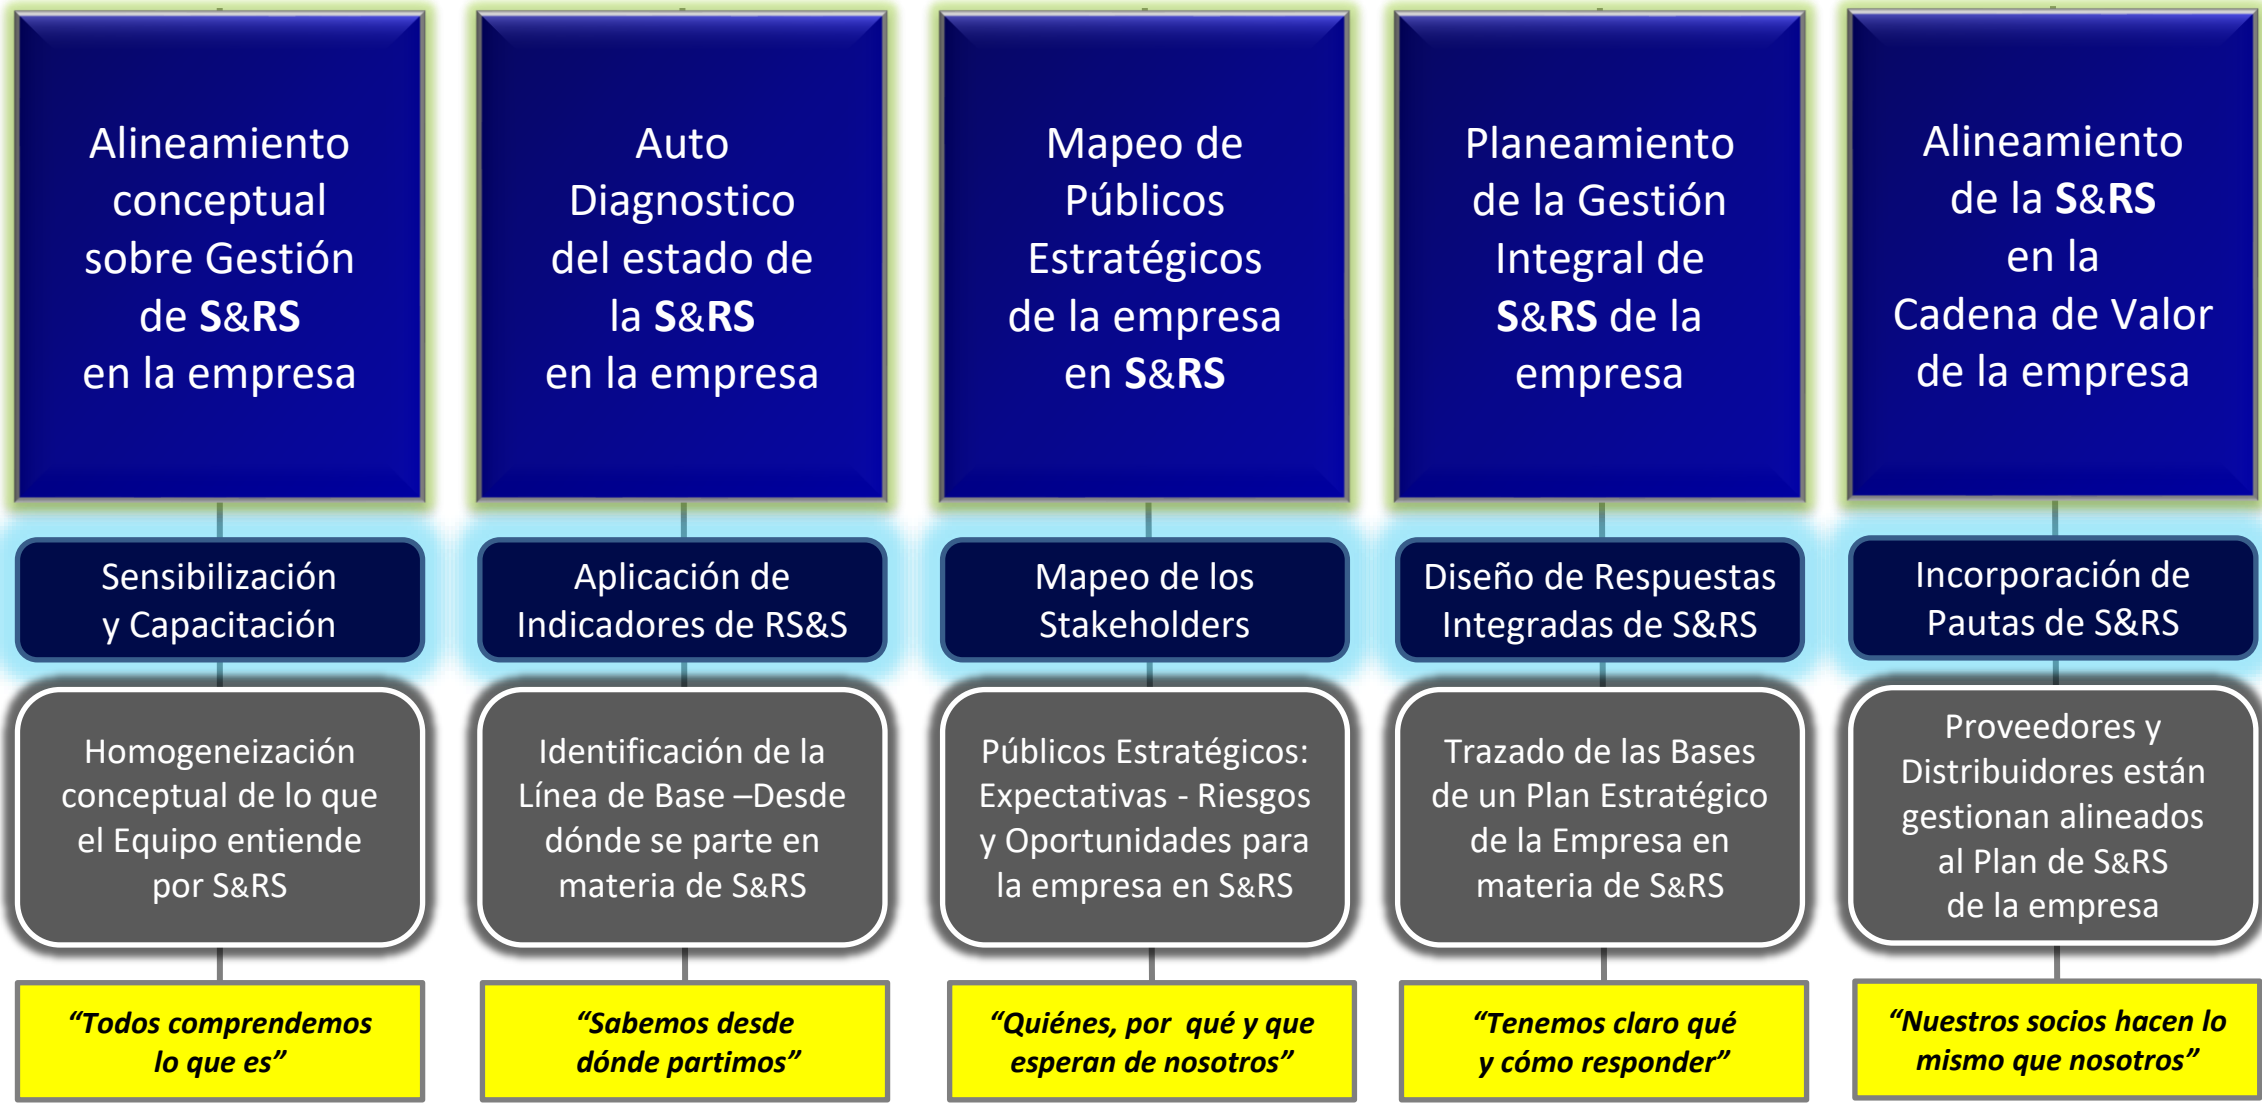 Alineamiento
conceptual
sobre Gestión
de S&RS
en la empresa
Auto
Diagnostico
del estado de
la S&RS
en la empresa
Mapeo de
Públicos
Estratégicos
de la empresa
en S&RS
Planeamiento
de la Gestión
Integral de
S&RS de la
empresa
Alineamiento
de la S&RS
en la
Cadena de Valor
de la empresa
Sensibilización
y Capacitación
Aplicación de
Indicadores de RS&S
Mapeo de los
Stakeholders
Diseño de Respuestas
Integradas de S&RS
Incorporación de
Pautas de S&RS
Homogeneización
conceptual de lo que
el Equipo entiende
por S&RS
Identificación de la
Línea de Base –Desde
dónde se parte en
materia de S&RS
Públicos Estratégicos:
Expectativas - Riesgos
y Oportunidades para
la empresa en S&RS
Trazado de las Bases
de un Plan Estratégico
de la Empresa en
materia de S&RS
Proveedores y
Distribuidores están
gestionan alineados
al Plan de S&RS
de la empresa
“Todos comprendemos
lo que es”
“Sabemos desde
dónde partimos”
“Quiénes, por  qué y que
esperan de nosotros”
“Tenemos claro qué
y cómo responder”
“Nuestros socios hacen lo
mismo que nosotros”